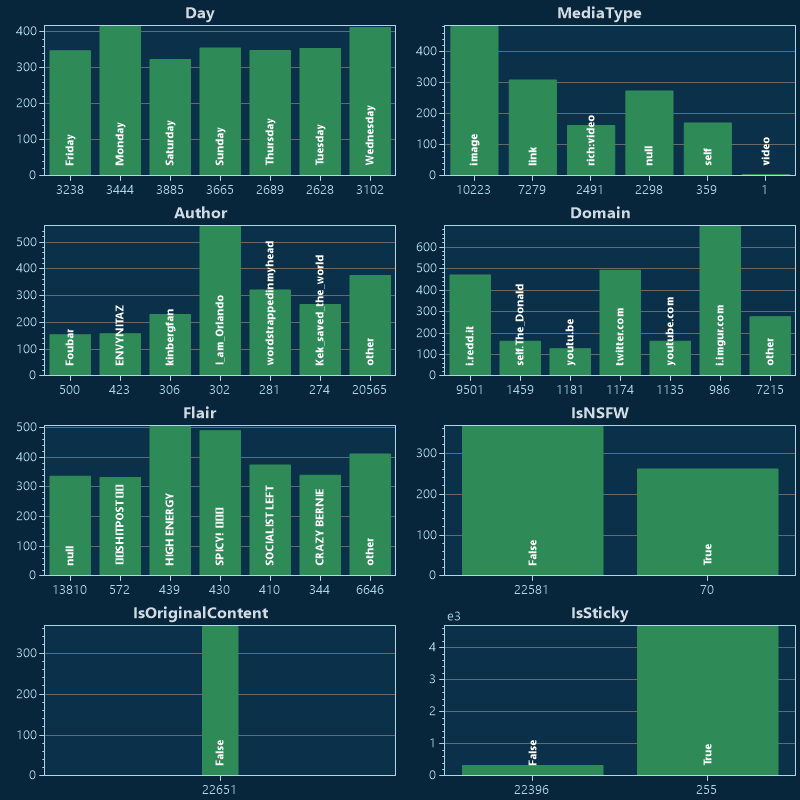 Day
400
300
200
100
0
Friday
Monday
Saturday
Sunday
Thursday
Tuesday
Wednesday
3238 3444 3885 3665 2689 2628 3102
MediaType
400
300
200
100
0
image
link
rich:video
null
self
video
10223 7279 2491 2298 359 1
Author
500
400
300
200
100
0
Foubar
ENVYNITAZ
kinbergfan
I_am_Orlando
wordstrappedinmyhead
Kek_saved_the_world
other
500 423 306 302 281 274 20565
Domain
600
500
400
300
200
100
0
i.redd.it
self.The_Donald
youtu.be
twitter.com
youtube.com
i.imgur.com
other
9501 1459 1181 1174 1135 986 7215
Flair
500
400
300
200
100
0
null
SHITPOST
HIGH ENERGY
SPICY!
SOCIALIST LEFT
CRAZY BERNIE
other
13810 572 439 430 410 344 6646
IsNSFW
300
200
100
0
False
True
22581 70
IsOriginalContent
300
200
100
0
False
22651
IsSticky
e3
4
3
2
1
0
False
True
22396 255